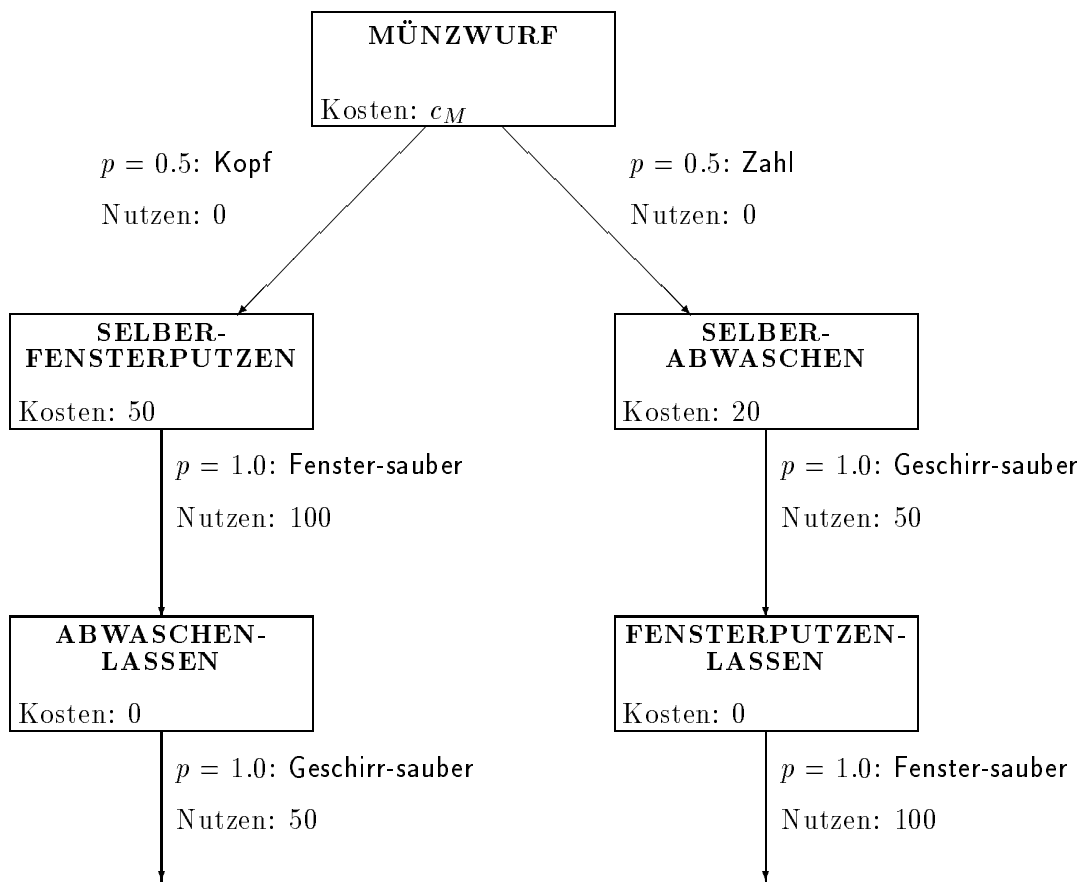 MÜNZWURF
Kosten: c_M
p = 0.5: Kopf
Nutzen: 0
p = 0.5: Zahl
Nutzen: 0
SELBER-
FENSTERPUTZEN
Kosten: 50
SELBER-
ABWASCHEN
Kosten: 20
p = 1.0: Fenster-sauber
Nutzen: 100
p = 1.0: Geschirr-sauber
Nutzen: 50
ABWASCHEN-
LASSEN
Kosten: 0
FENSTERPUTZEN-
LASSEN
Kosten: 0
p = 1.0: Geschirr-sauber
Nutzen: 50
p = 1.0: Fenster-sauber
Nutzen: 100